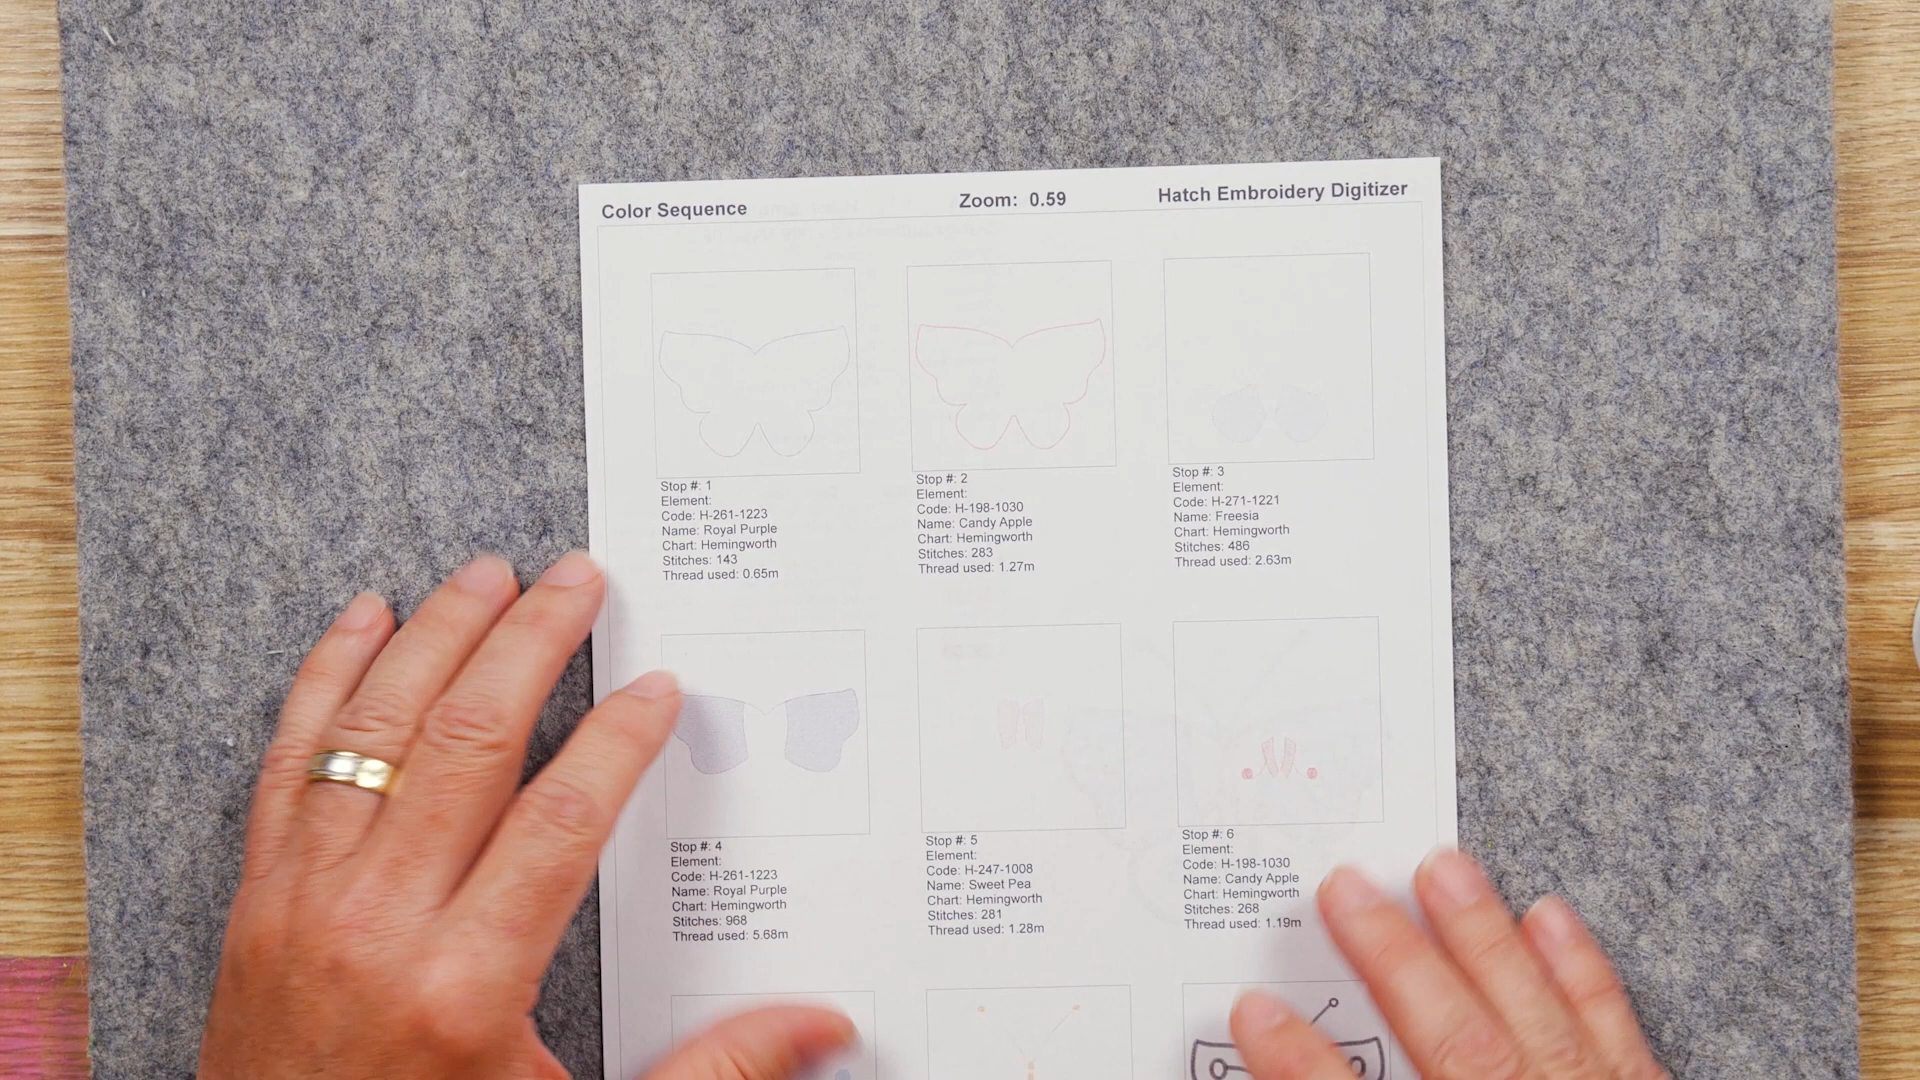 Color Sequence
Zoom: 0.59
Hatch Embroidery Digitizer
Stop #: 1
Element:
Code: H-261-1223
Name: Royal Purple
Chart: Hemingworth
Stitches: 143
Thread used: 0.65m
Stop #: 2
Element:
Code: H-198-1030
Name: Candy Apple
Chart: Hemingworth
Stitches: 283
Thread used: 1.27m
Stop #: 3
Element:
Code: H-271-1221
Name: Freesia
Chart: Hemingworth
Stitches: 486
Thread used: 2.63m
Stop #: 4
Element:
Code: H-261-1223
Name: Royal Purple
Chart: Hemingworth
Stitches: 968
Thread used: 5.68m
Stop #: 5
Element:
Code: H-247-1008
Name: Sweet Pea
Chart: Hemingworth
Stitches: 281
Thread used: 1.28m
Stop #: 6
Element:
Code: H-198-1030
Name: Candy Apple
Chart: Hemingworth
Stitches: 268
Thread used: 1.19m